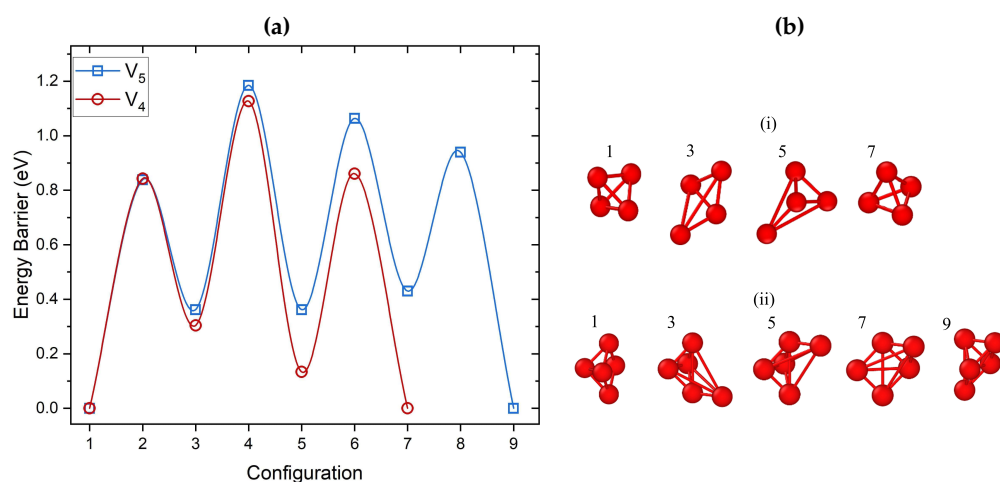 (a)
V5
V4
Energy Barrier (eV)
1.2
1.0
0.8
0.6
0.4
0.2
0.0
1 2 3 4 5 6 7 8 9
Configuration
(b)
(i)
1 3 5 7
(ii)
1 3 5 7 9